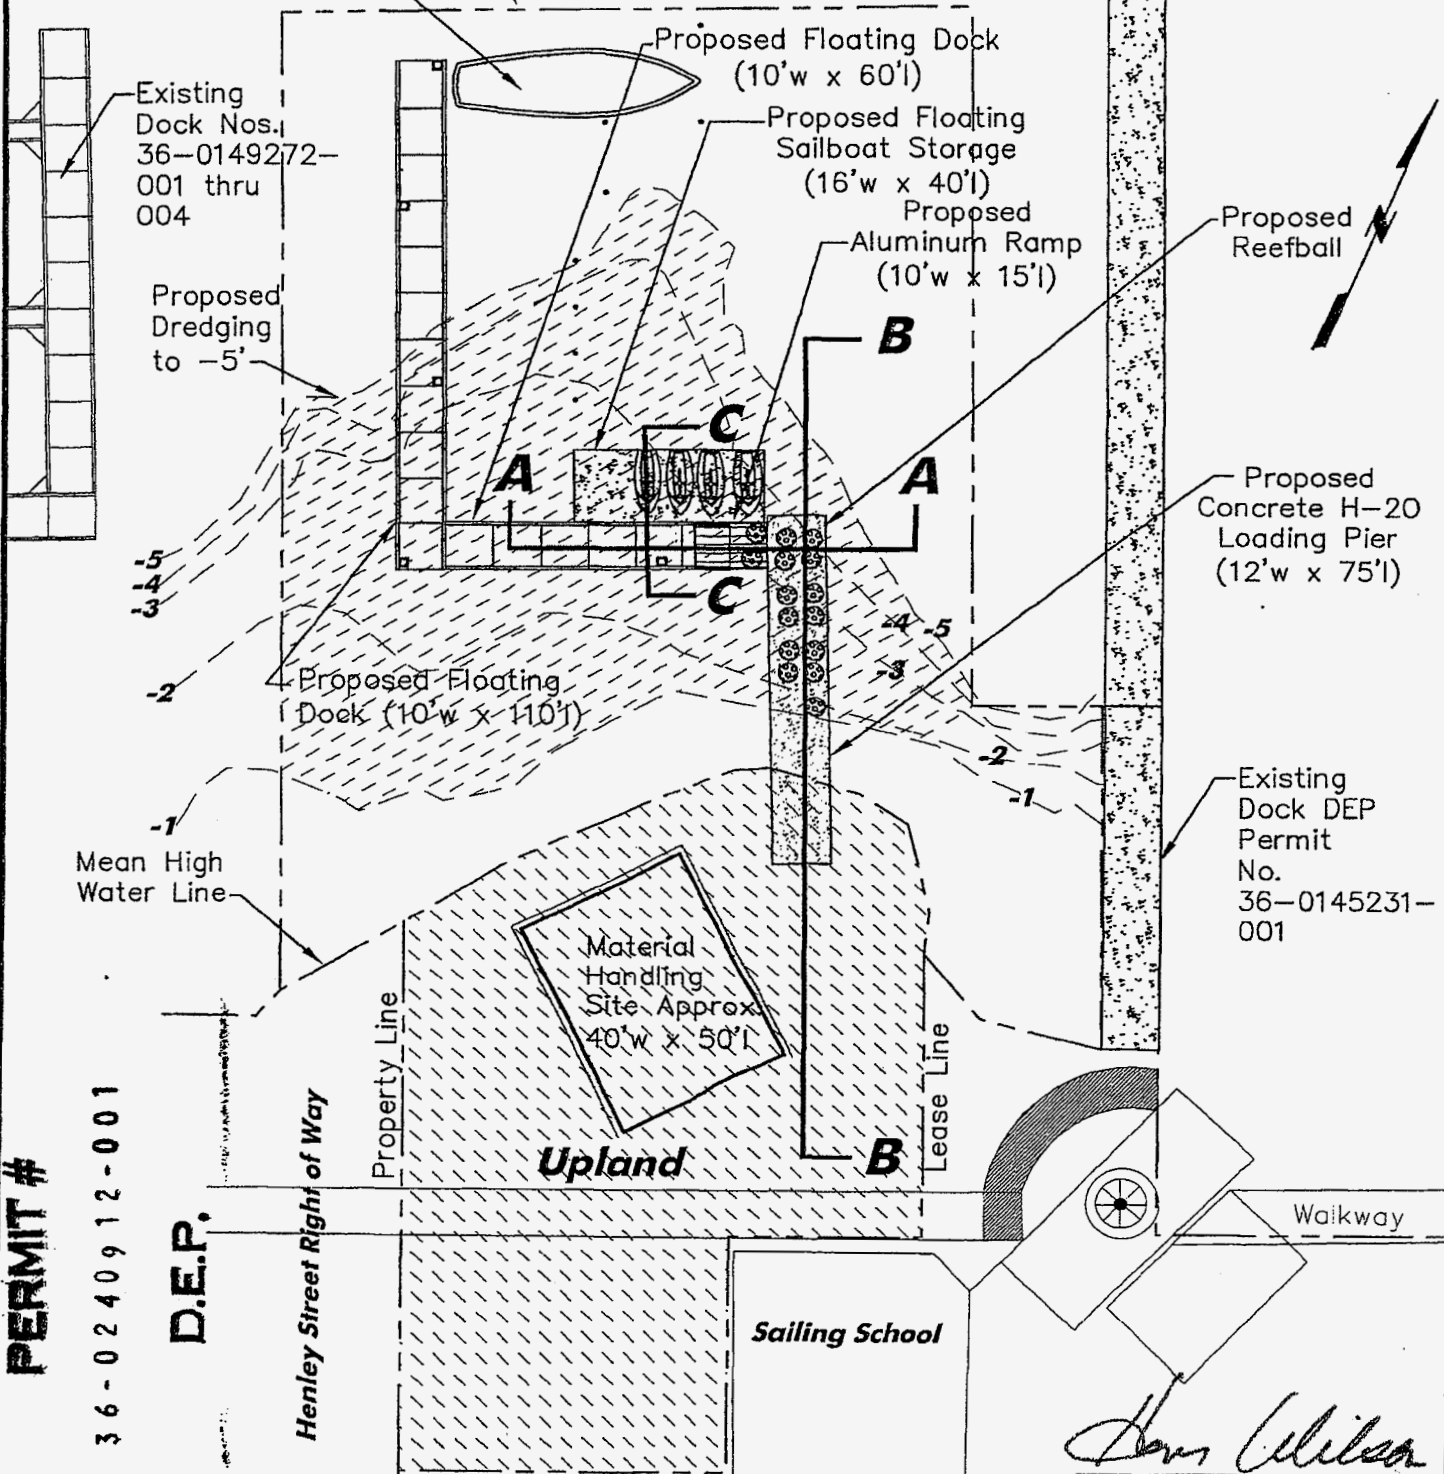 Proposed Floating Dock
(10'w x 60'l)
Existing
Dock Nos.
36-0149272-
001 thru
004
Proposed Floating
Sailboat Storage
(16'w x 40'l)
Proposed
Aluminum Ramp
(10'w x 15'l)
Proposed
Reefball
N
Proposed
Dredging
to -5'
B
C
A
A
Proposed
Concrete H-20
Loading Pier
(12'w x 75'l)
C
-5
-4
-3
-2
-1
-4
-5
-3
-2
-1
Proposed Floating
Dock (10'w x 110'l)
Existing
Dock DEP
Permit
No.
36-0145231-
001
Mean High
Water Line
Material
Handling
Site Approx.
40'w x 50'l
Property Line
Lease Line
Upland
B
Henley Street Right of Way
Walkway
Sailing School
PERMIT #
36-0240912-001
D.E.P.
Wilson